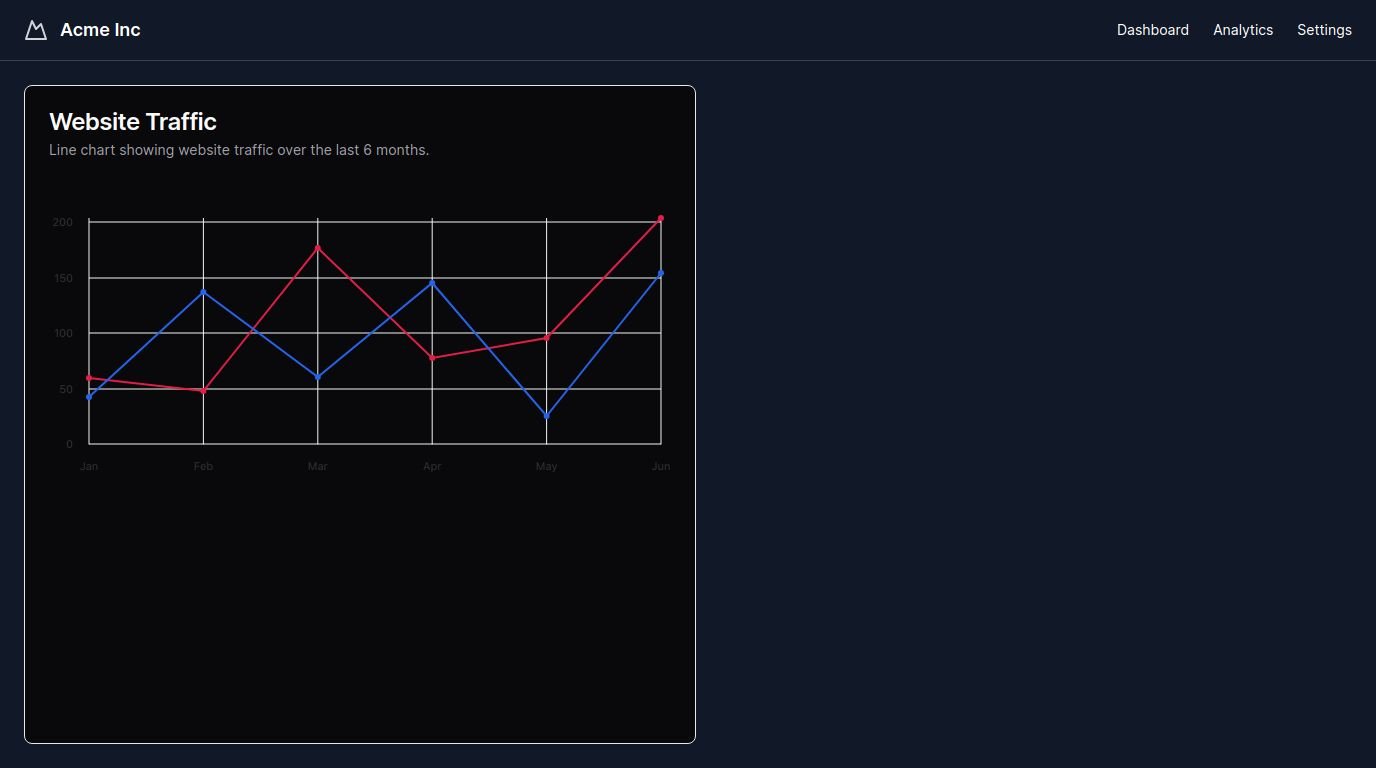 Acme Inc
Dashboard Analytics Settings
Website Traffic
Line chart showing website traffic over the last 6 months.
200
150
100
50
0
Jan Feb Mar Apr May Jun